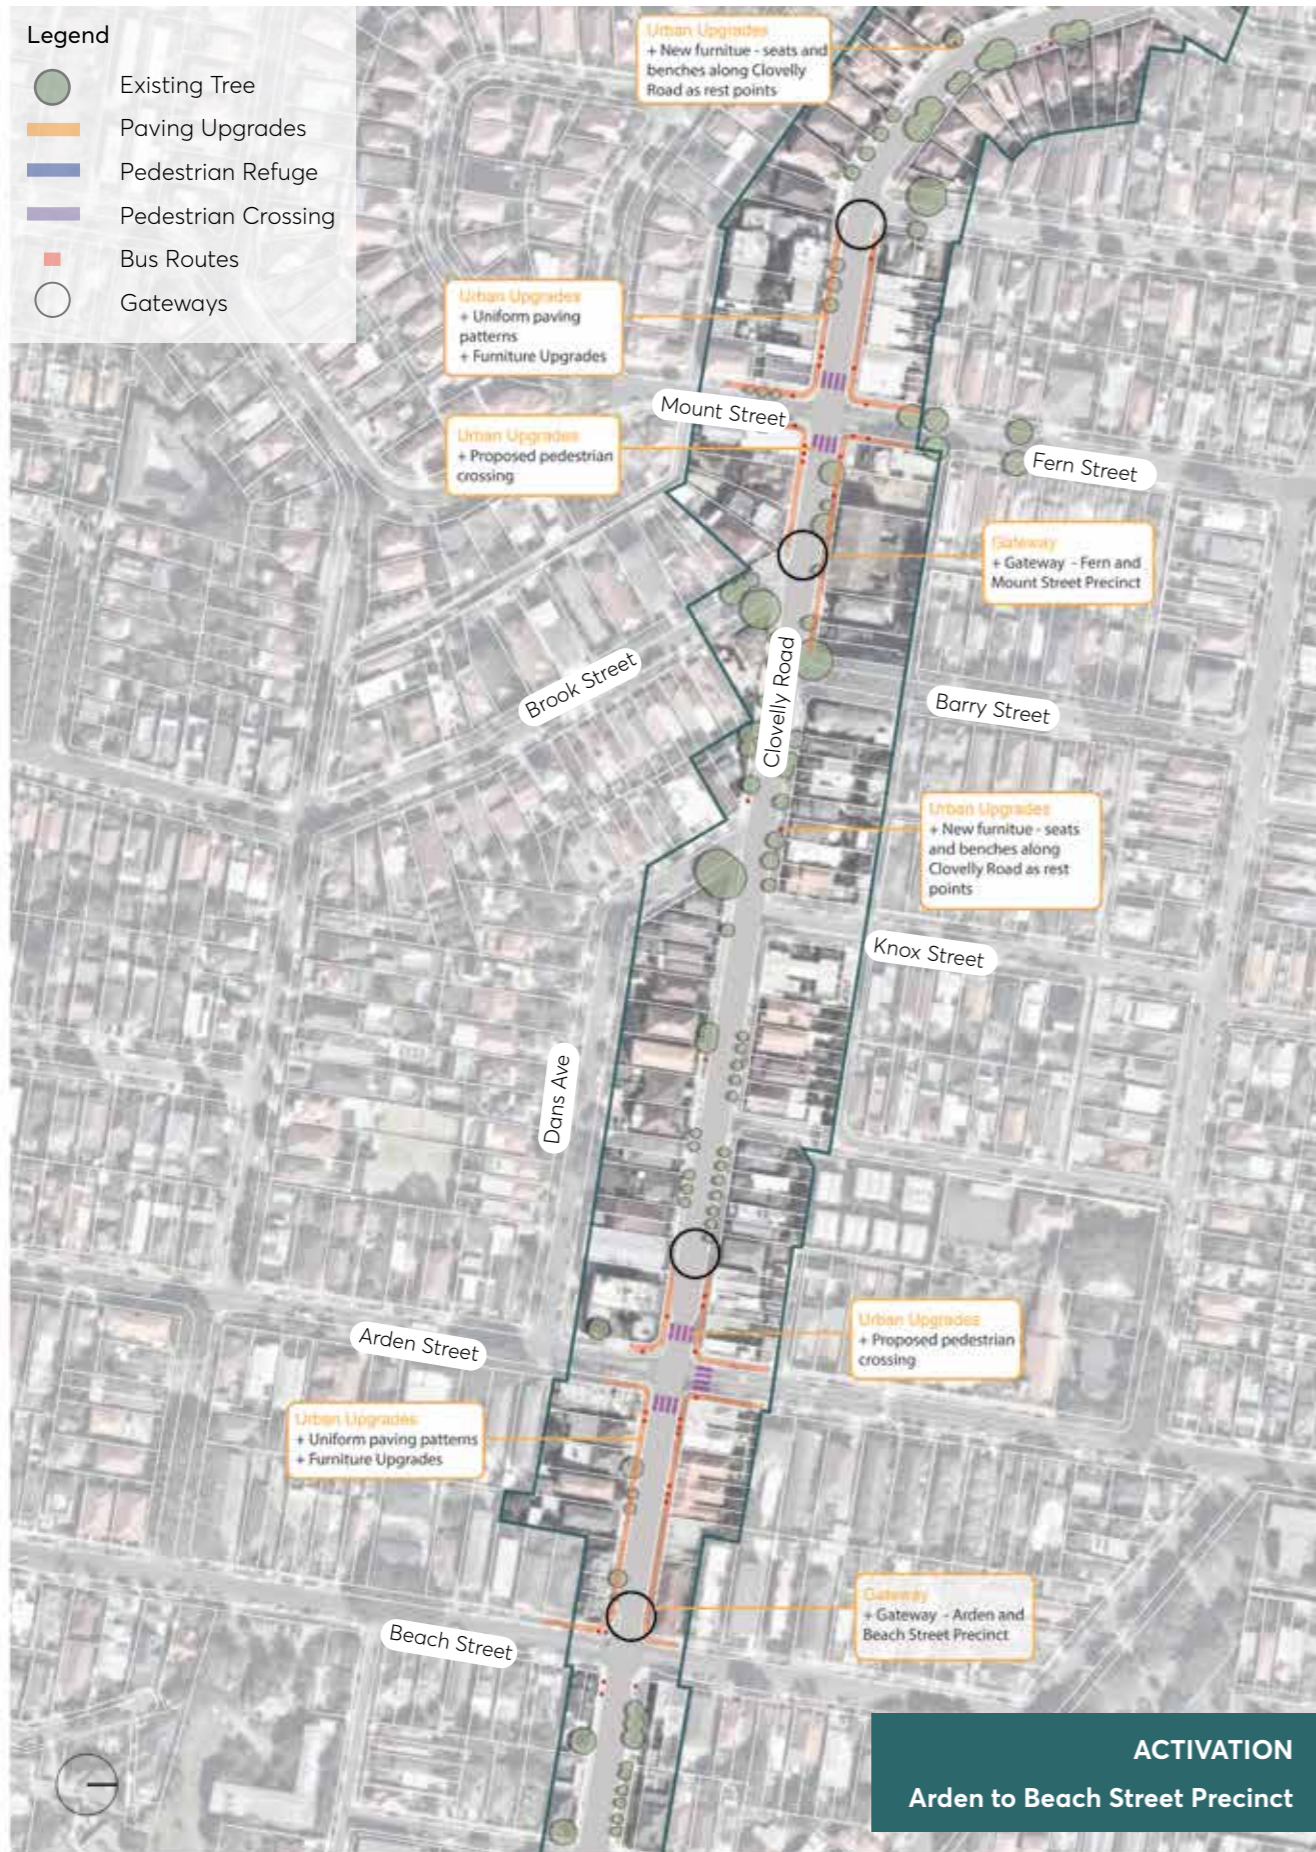 Legend
Existing Tree
Paving Upgrades
Pedestrian Refuge
Pedestrian Crossing
Bus Routes
Gateways
Urban Upgrades
+ New furnitue - seats and
benches along Clovelly
Road as rest points
Urban Upgrades
+ Uniform paving
patterns
+ Furniture Upgrades
Mount Street
Urban Upgrades
+ Proposed pedestrian
crossing
Fern Street
Gateway
+ Gateway - Fern and
Mount Street Precinct
Brook Street
Clovelly Road
Barry Street
Urban Upgrades
+ New furnitue - seats
and benches along
Clovelly Road as rest
points
Knox Street
Dans Ave
Urban Upgrades
+ Proposed pedestrian
crossing
Arden Street
Urban Upgrades
+ Uniform paving patterns
+ Furniture Upgrades
Gateway
+ Gateway - Arden and
Beach Street Precinct
Beach Street
ACTIVATION
Arden to Beach Street Precinct